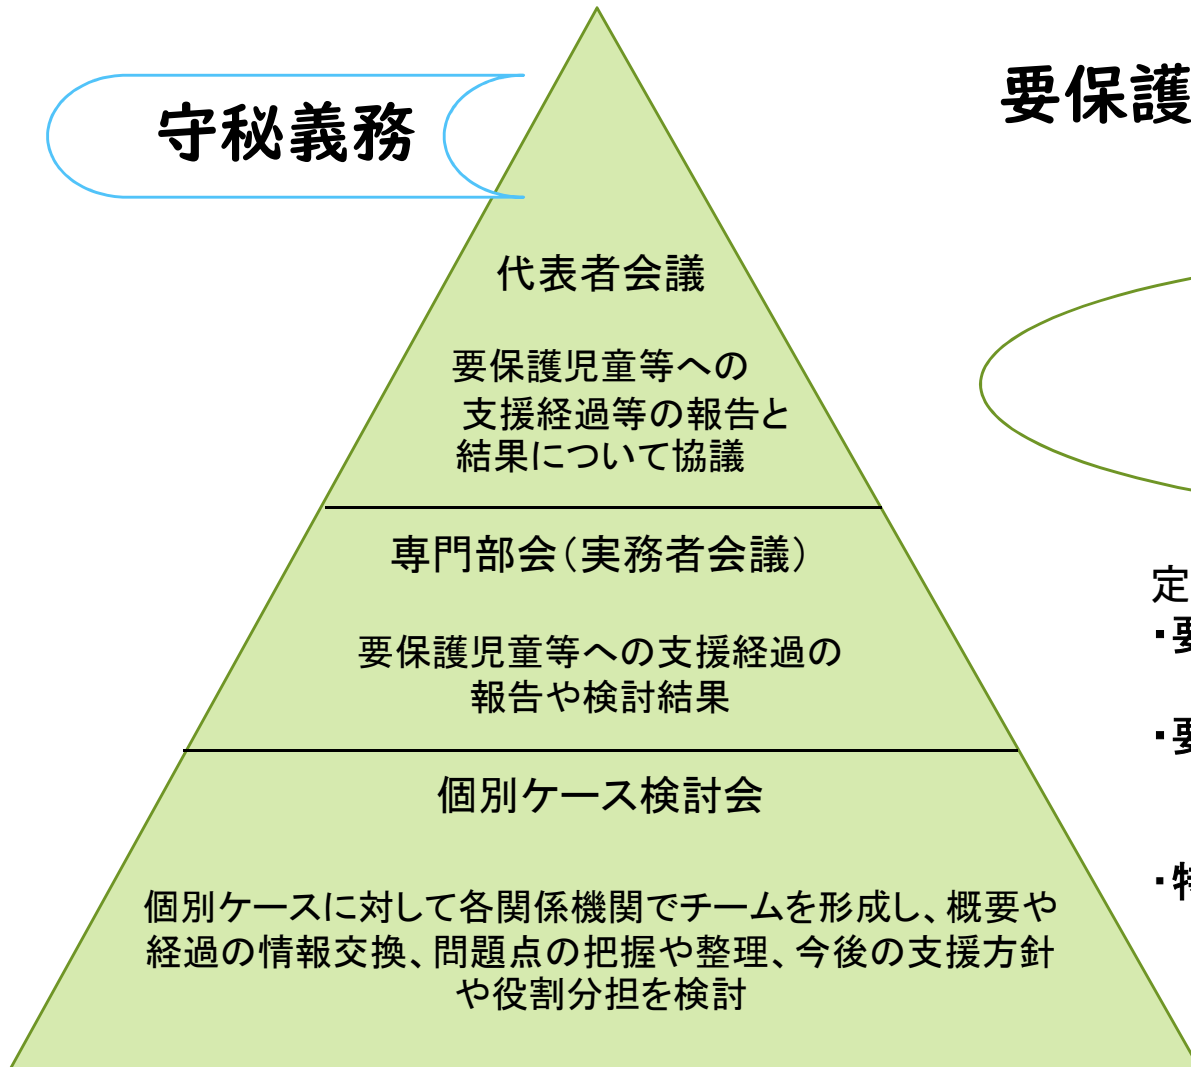 守秘義務
要保護
代表者会議
要保護児童等への
支援経過等の報告と
結果について協議
専門部会（実務者会議）
要保護児童等への支援経過の
報告や検討結果
個別ケース検討会
個別ケースに対して各関係機関でチームを形成し、概要や
経過の情報交換、問題点の把握や整理、今後の支援方針
や役割分担を検討
定
・要
・要
・特